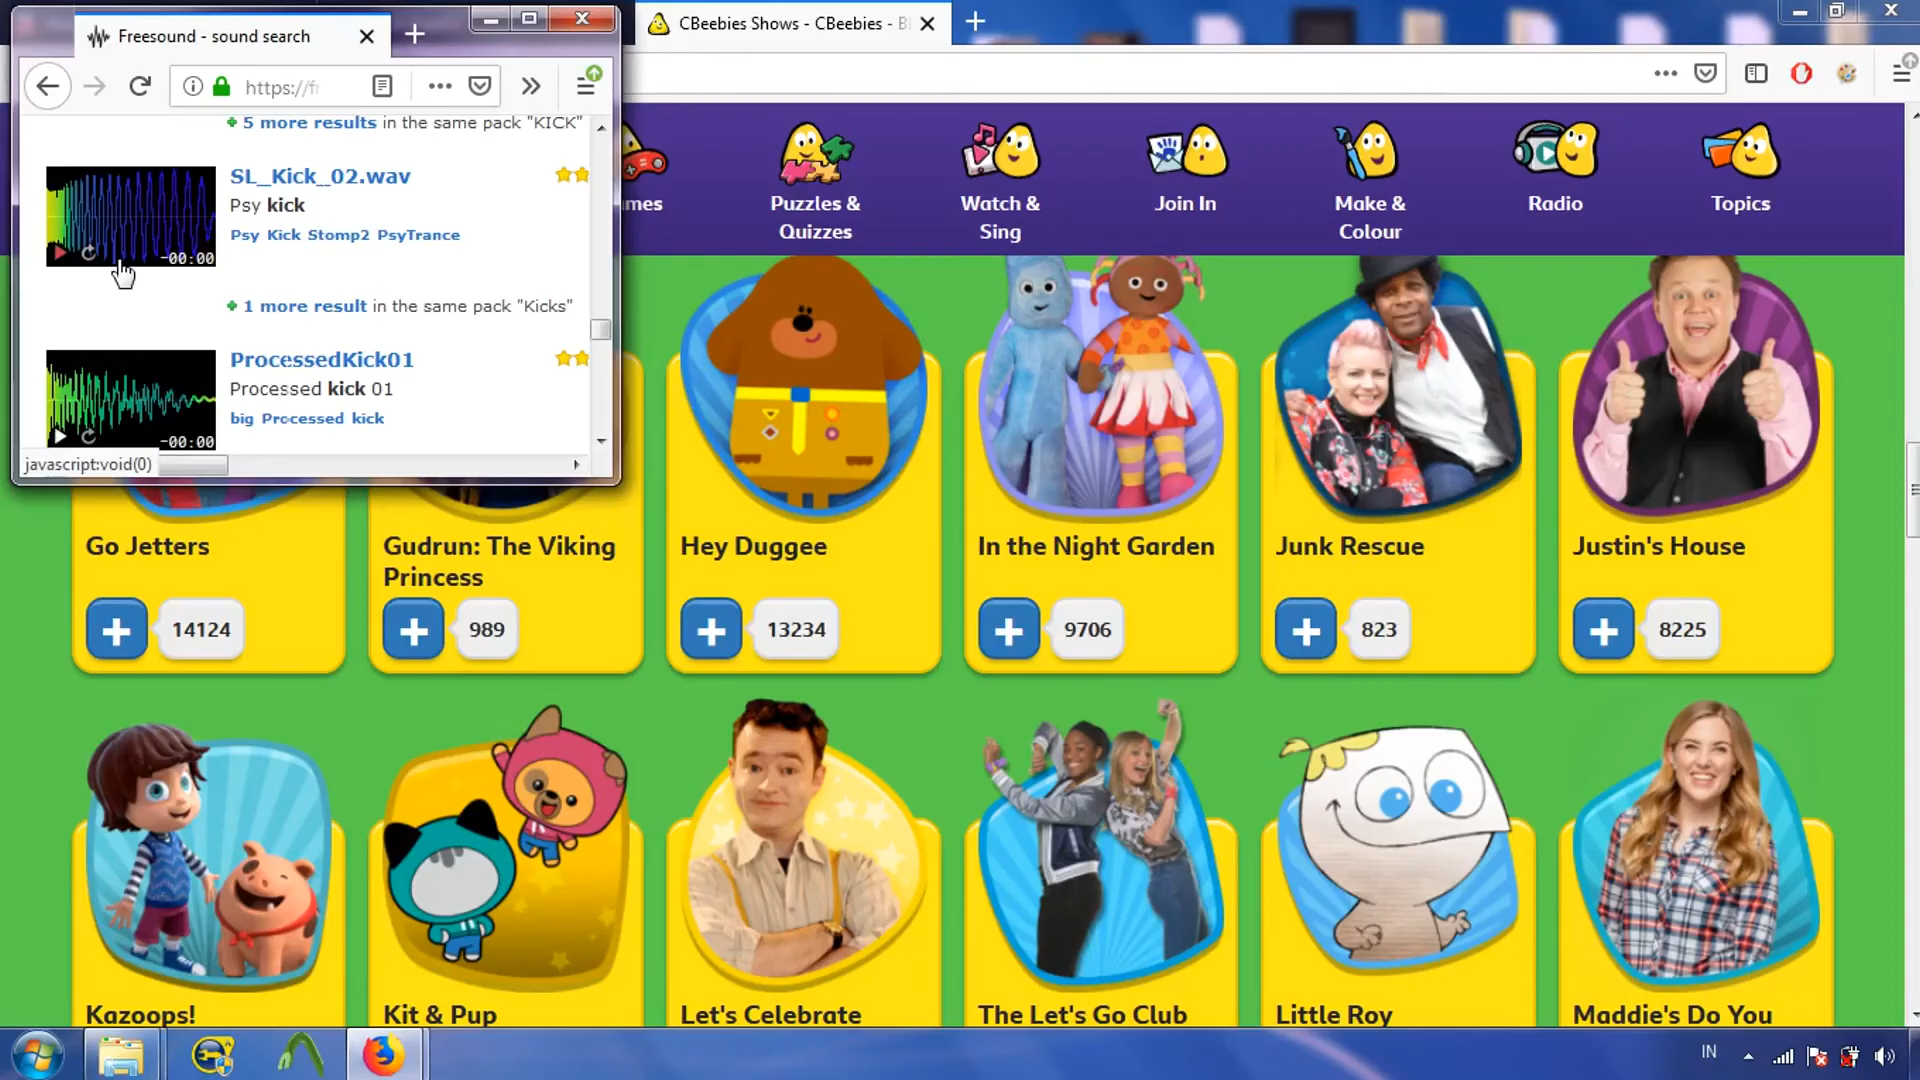 Freesound - sound search
CBeebies Shows - CBeebies - B
https://fr
5 more results in the same pack "KICK"
SL_Kick_02.wav
Psy kick
Psy Kick Stomp2 PsyTrance
-00:00
1 more result in the same pack "Kicks"
ProcessedKick01
Processed kick 01
big Processed kick
-00:00
javascript:void(0)
mes
Puzzles &
Quizzes
Watch &
Sing
Join In
Make &
Colour
Radio
Topics
Go Jetters
14124
Gudrun: The Viking
Princess
989
Hey Duggee
13234
In the Night Garden
9706
Junk Rescue
823
Justin's House
8225
Kazoops!
Kit & Pup
Let's Celebrate
The Let's Go Club
Little Roy
Maddie's Do You
IN